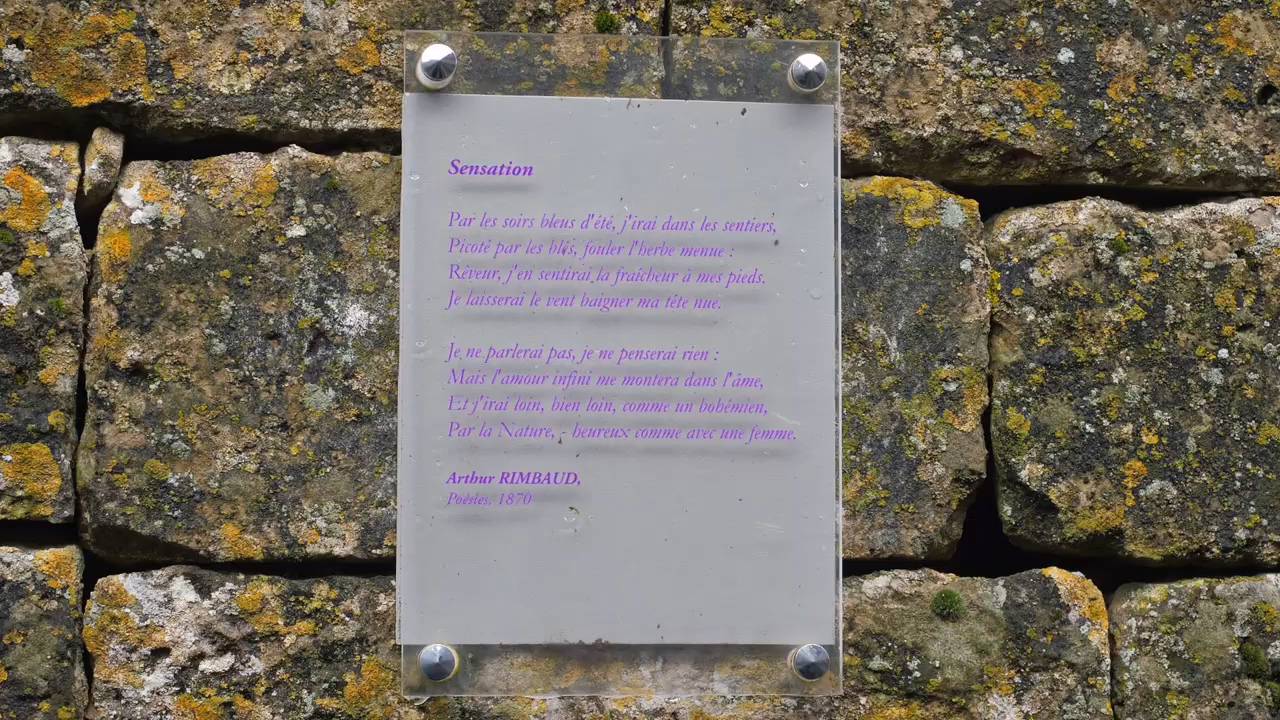 Sensation
Par les soirs bleus d'été, j'irai dans les sentiers,
Picoté par les blés, fouler l'herbe menue :
Rêveur, j'en sentirai la fraîcheur à mes pieds.
Je laisserai le vent baigner ma tête nue.
Je ne parlerai pas, je ne penserai rien :
Mais l'amour infini me montera dans l'âme,
Et j'irai loin, bien loin, comme un bohémien,
Par la Nature, - heureux comme avec une femme.
Arthur RIMBAUD,
Poésies, 1870